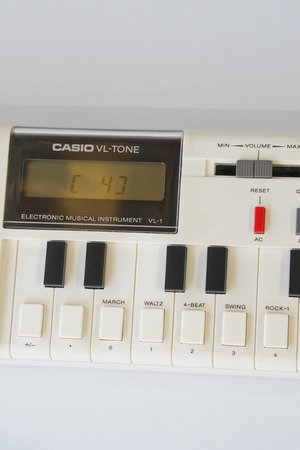 CASIO VL-TONE
[ 4]
ELECTRONIC MUSICAL INSTRUMENT VL-1
MIN — VOLUME — MAX
RESET
AC
MARCH WALTZ 4-BEAT SWING ROCK-1
+/− • 0 1 2 3 4